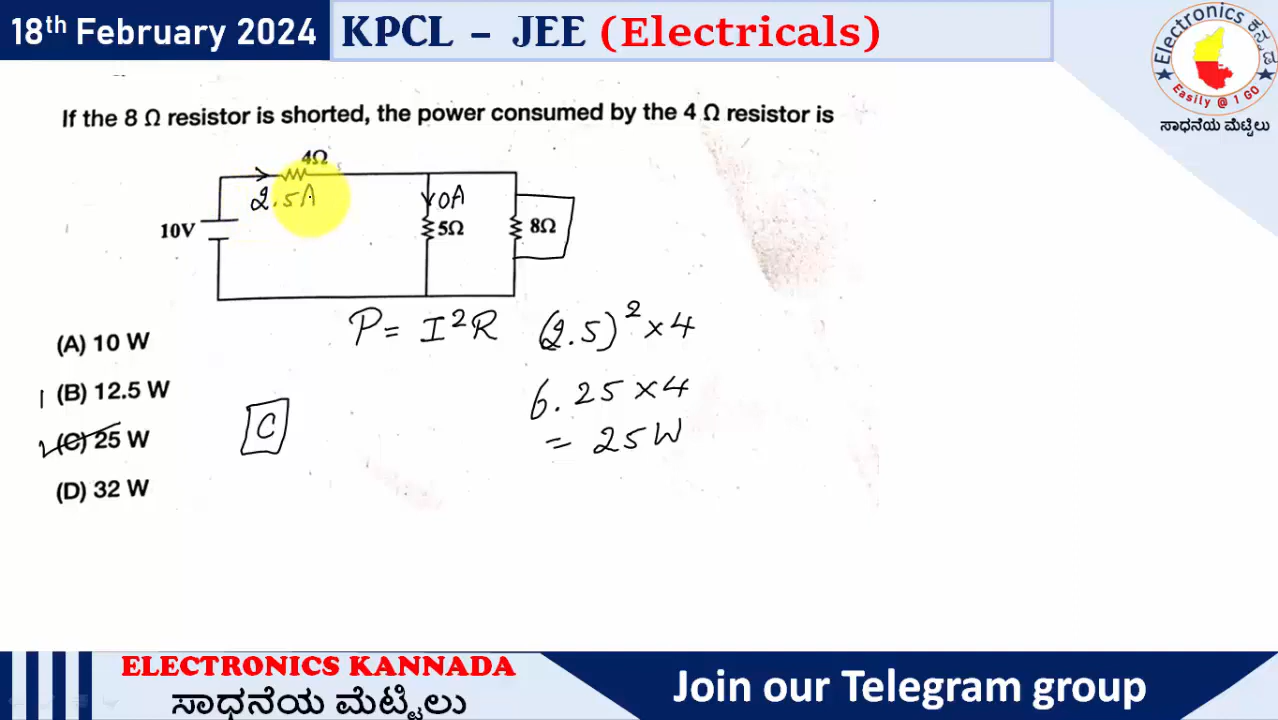 18th February 2024
KPCL – JEE (Electricals)
Electronics ಕನ್ನಡ
Easily @ 1 GO
ಸಾಧನೆಯ ಮೆಟ್ಟಿಲು
If the 8 Ω resistor is shorted, the power consumed by the 4 Ω resistor is
4Ω
2.5A
0A
10V
5Ω
8Ω
P = I²R (2.5)² × 4
6.25 × 4
= 25 W
(A) 10 W
(B) 12.5 W
(C) 25 W
C
(D) 32 W
ELECTRONICS KANNADA
ಸಾಧನೆಯ ಮೆಟ್ಟಿಲು
Join our Telegram group